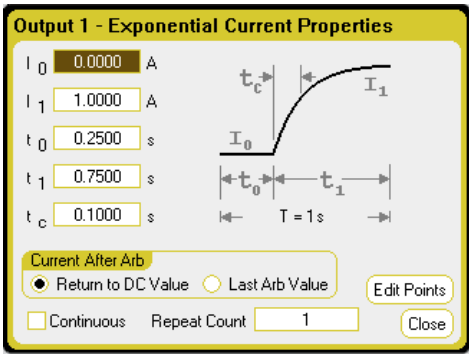 Output 1 - Exponential Current Properties
I 0 0.0000 A
I 1 1.0000 A
t 0 0.2500 s
t 1 0.7500 s
t c 0.1000 s
tc
I1
I0
t0 t1
T = 1 s
Current After Arb
Return to DC Value Last Arb Value
Edit Points
Continuous Repeat Count 1
Close